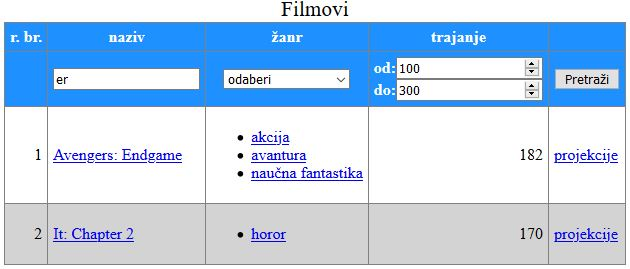 Filmovi
r. br. naziv žanr trajanje
er odaberi od: 100 Pretraži
do: 300
1 Avengers: Endgame akcija 182 projekcije
avantura
naučna fantastika
2 It: Chapter 2 horor 170 projekcije